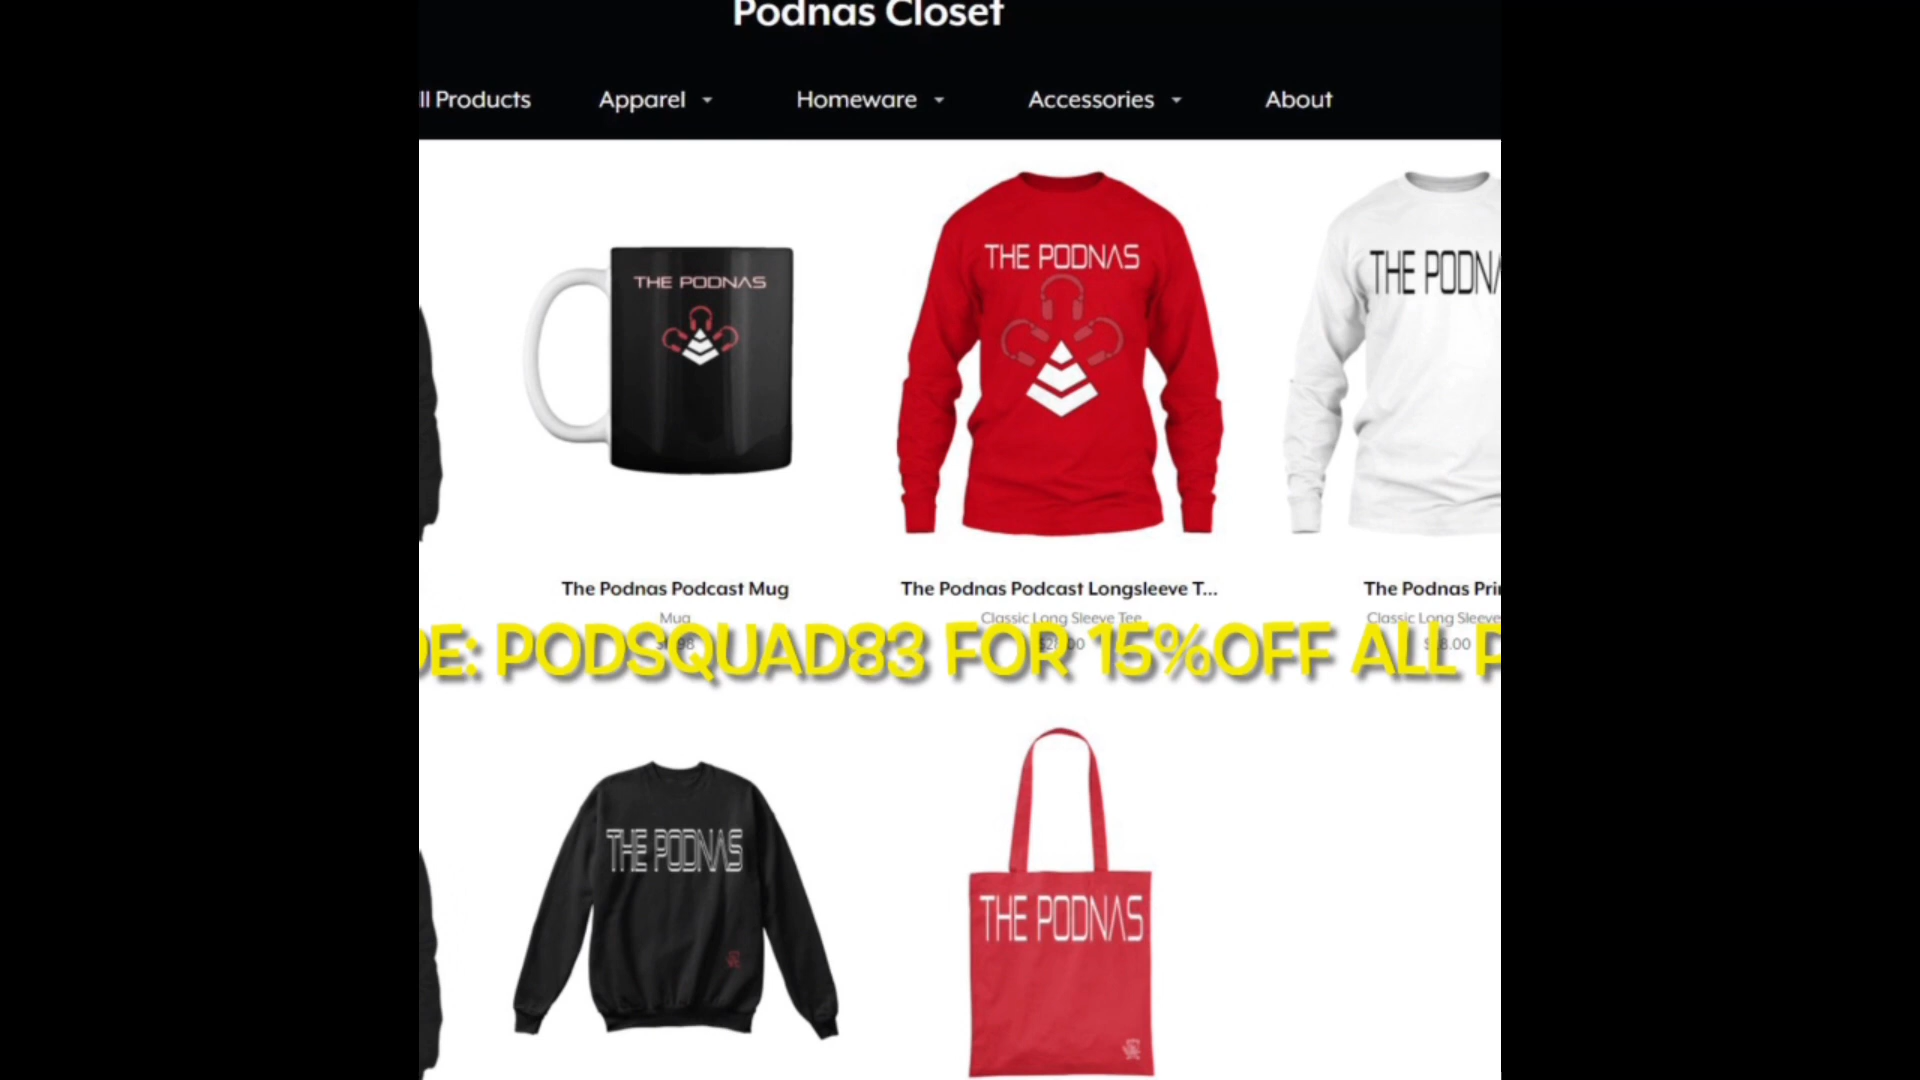 Podnas Closet
ll Products
Apparel
Homeware
Accessories
About
THE PODNAS
THE PODNAS
THE PODN
The Podnas Podcast Mug
The Podnas Podcast Longsleeve T...
The Podnas Pri
Mug
Classic Long Sleeve Tee
Classic Long Sleeve
DE: PODSQUAD83 FOR 15%OFF ALL P
THE PODNAS
THE PODNAS